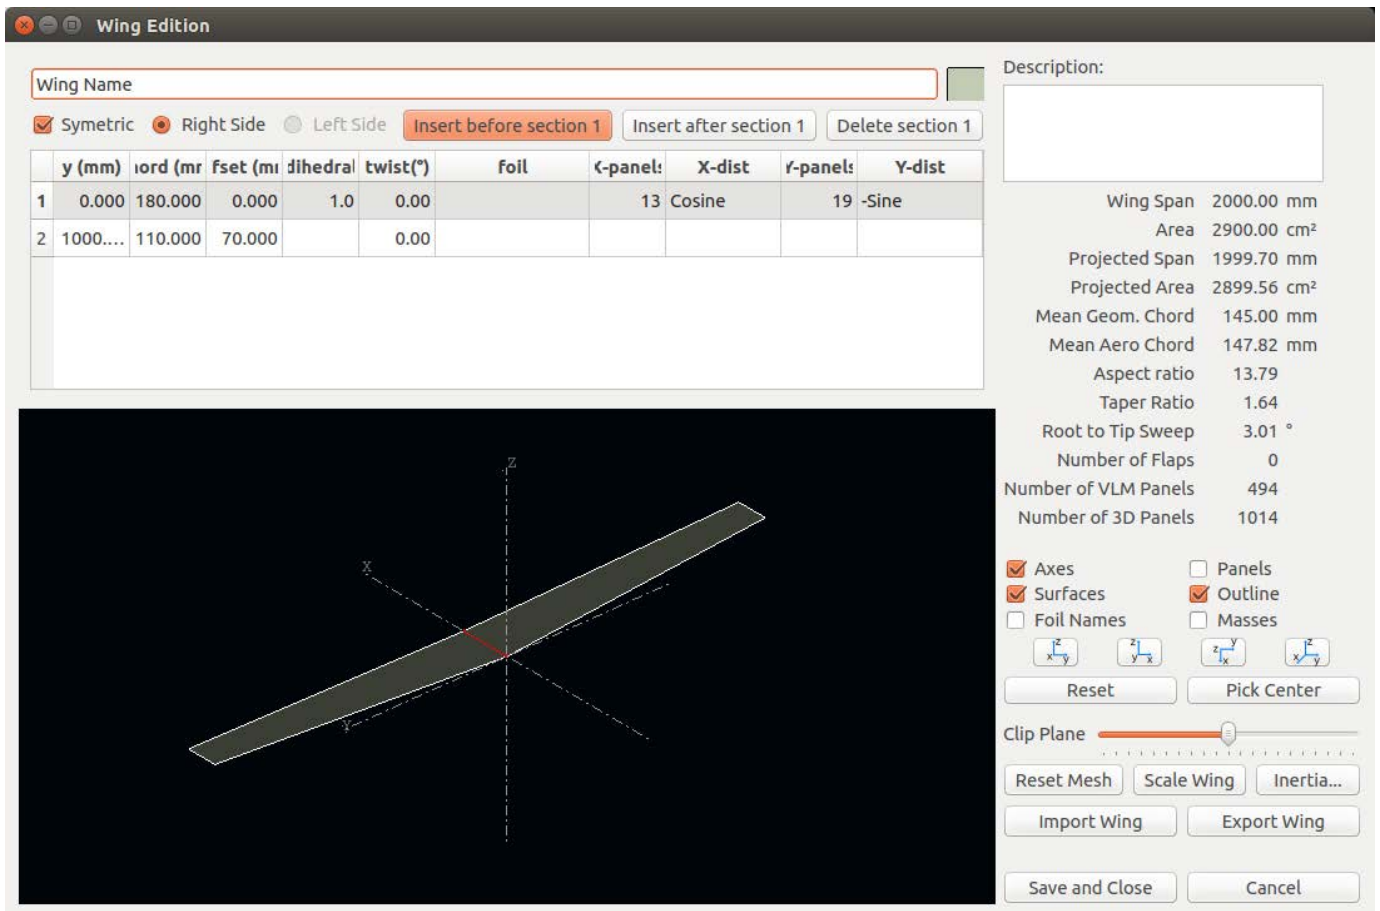 Wing Edition
Wing Name
Symetric Right Side Left Side Insert before section 1 Insert after section 1 Delete section 1
y (mm) hord (mr fset (mi dihedral twist(°) foil X-panels X-dist Y-panels Y-dist
1 0.000 180.000 0.000 1.0 0.00 13 Cosine 19 -Sine
2 1000.... 110.000 70.000 0.00
Z
X
Y
Description:
Wing Span 2000.00 mm
Area 2900.00 cm²
Projected Span 1999.70 mm
Projected Area 2899.56 cm²
Mean Geom. Chord 145.00 mm
Mean Aero Chord 147.82 mm
Aspect ratio 13.79
Taper Ratio 1.64
Root to Tip Sweep 3.01 °
Number of Flaps 0
Number of VLM Panels 494
Number of 3D Panels 1014
Axes Panels
Surfaces Outline
Foil Names Masses
z x y z y x z y x z x y
Reset Pick Center
Clip Plane
Reset Mesh Scale Wing Inertia...
Import Wing Export Wing
Save and Close Cancel